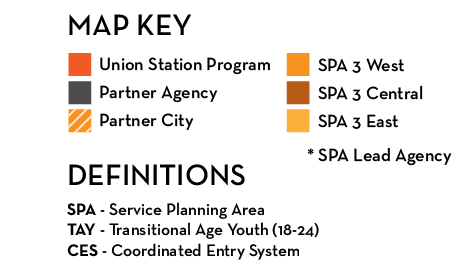 MAP KEY
Union Station Program
Partner Agency
Partner City
SPA 3 West
SPA 3 Central
SPA 3 East
* SPA Lead Agency
DEFINITIONS
SPA - Service Planning Area
TAY - Transitional Age Youth (18-24)
CES - Coordinated Entry System